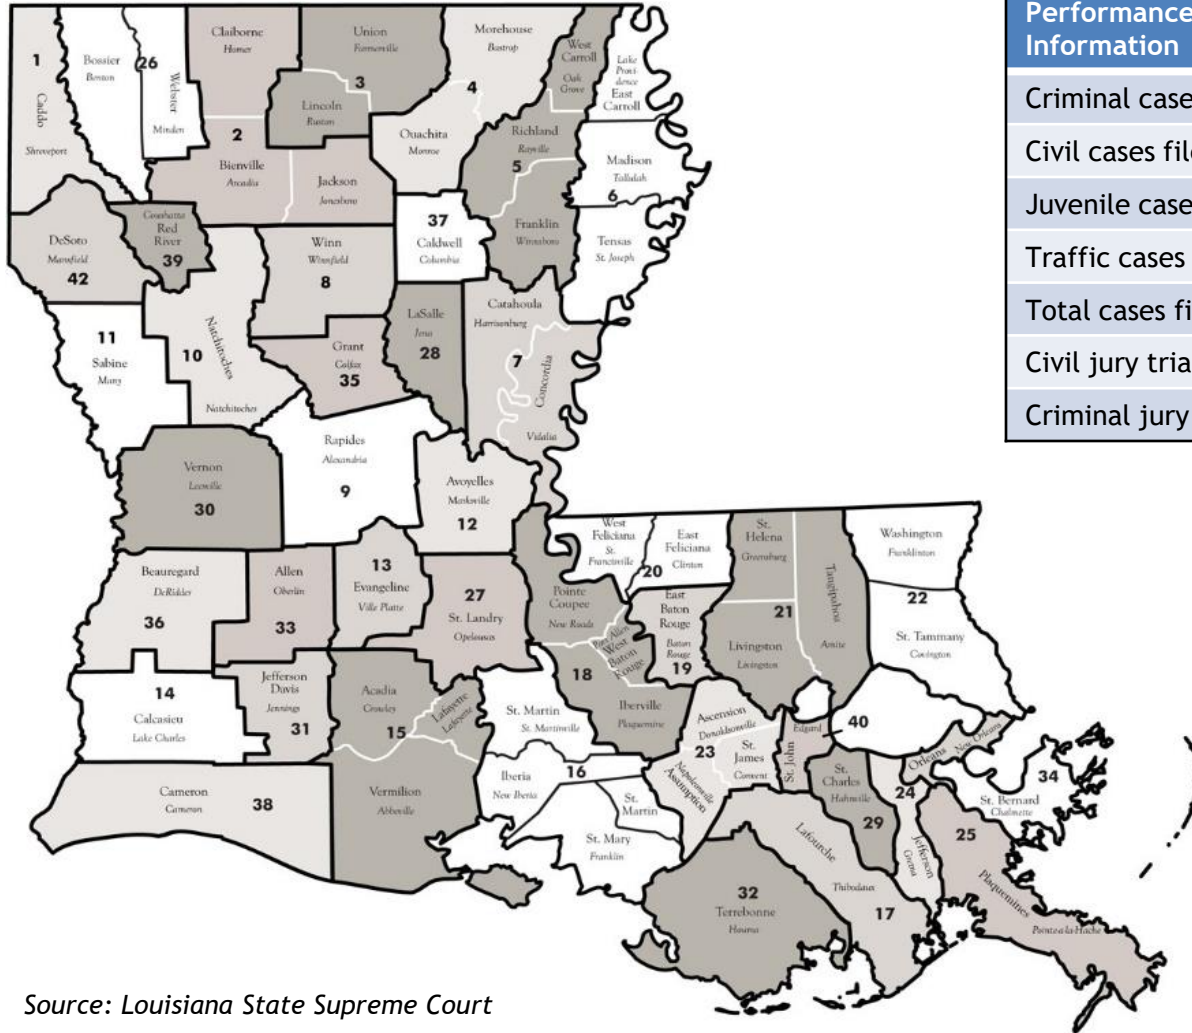 1
Caddo
Shreveport
Bossier
Benton
26
Webster
Minden
Claiborne
Homer
2
Bienville
Arcadia
Jackson
Jonesboro
Union
Farmerville
3
Lincoln
Ruston
Morehouse
Bastrop
4
Ouachita
Monroe
West
Carroll
Oak
Grove
Lake
Provi-
dence
East
Carroll
Richland
Rayville
5
Franklin
Winnsboro
Madison
Tallulah
6
Tensas
St. Joseph
37
Caldwell
Columbia
DeSoto
Mansfield
42
Coushatta
Red
River
39
Winn
Winnfield
8
LaSalle
Jena
28
Catahoula
Harrisonburg
7
Concordia
Vidalia
11
Sabine
Many
10
Natchitoches
Natchitoches
Grant
Colfax
35
Rapides
Alexandria
9
Vernon
Leesville
30
Avoyelles
Marksville
12
Beauregard
DeRidder
36
Allen
Oberlin
33
13
Evangeline
Ville Platte
27
St. Landry
Opelousas
Pointe
Coupee
New Roads
West
Feliciana
St.
Francisville
East
Feliciana
Clinton
20
East
Baton
Rouge
Baton
Rouge
19
Port Allen
West
Baton
Rouge
18
Iberville
Plaquemine
St.
Helena
Greensburg
21
Livingston
Livingston
Tangipahoa
Amite
Washington
Franklinton
22
St. Tammany
Covington
14
Calcasieu
Lake Charles
Jefferson
Davis
Jennings
31
Acadia
Crowley
15
Lafayette
Lafayette
Vermilion
Abbeville
Cameron
Cameron
38
St. Martin
St. Martinville
Iberia
New Iberia
16
St.
Martin
St. Mary
Franklin
Ascension
Donaldsonville
23
St.
James
Convent
Napoleonville
Assumption
Edgard
St. John
40
St.
Charles
Hahnville
29
Orleans
New Orleans
24
Jefferson
Gretna
34
St. Bernard
Chalmette
25
Plaquemines
Pointe-a-la-Hache
Lafourche
Thibodaux
17
32
Terrebonne
Houma
Performance
Information
Criminal case
Civil cases fil
Juvenile case
Traffic cases
Total cases fi
Civil jury tria
Criminal jury
Source: Louisiana State Supreme Court